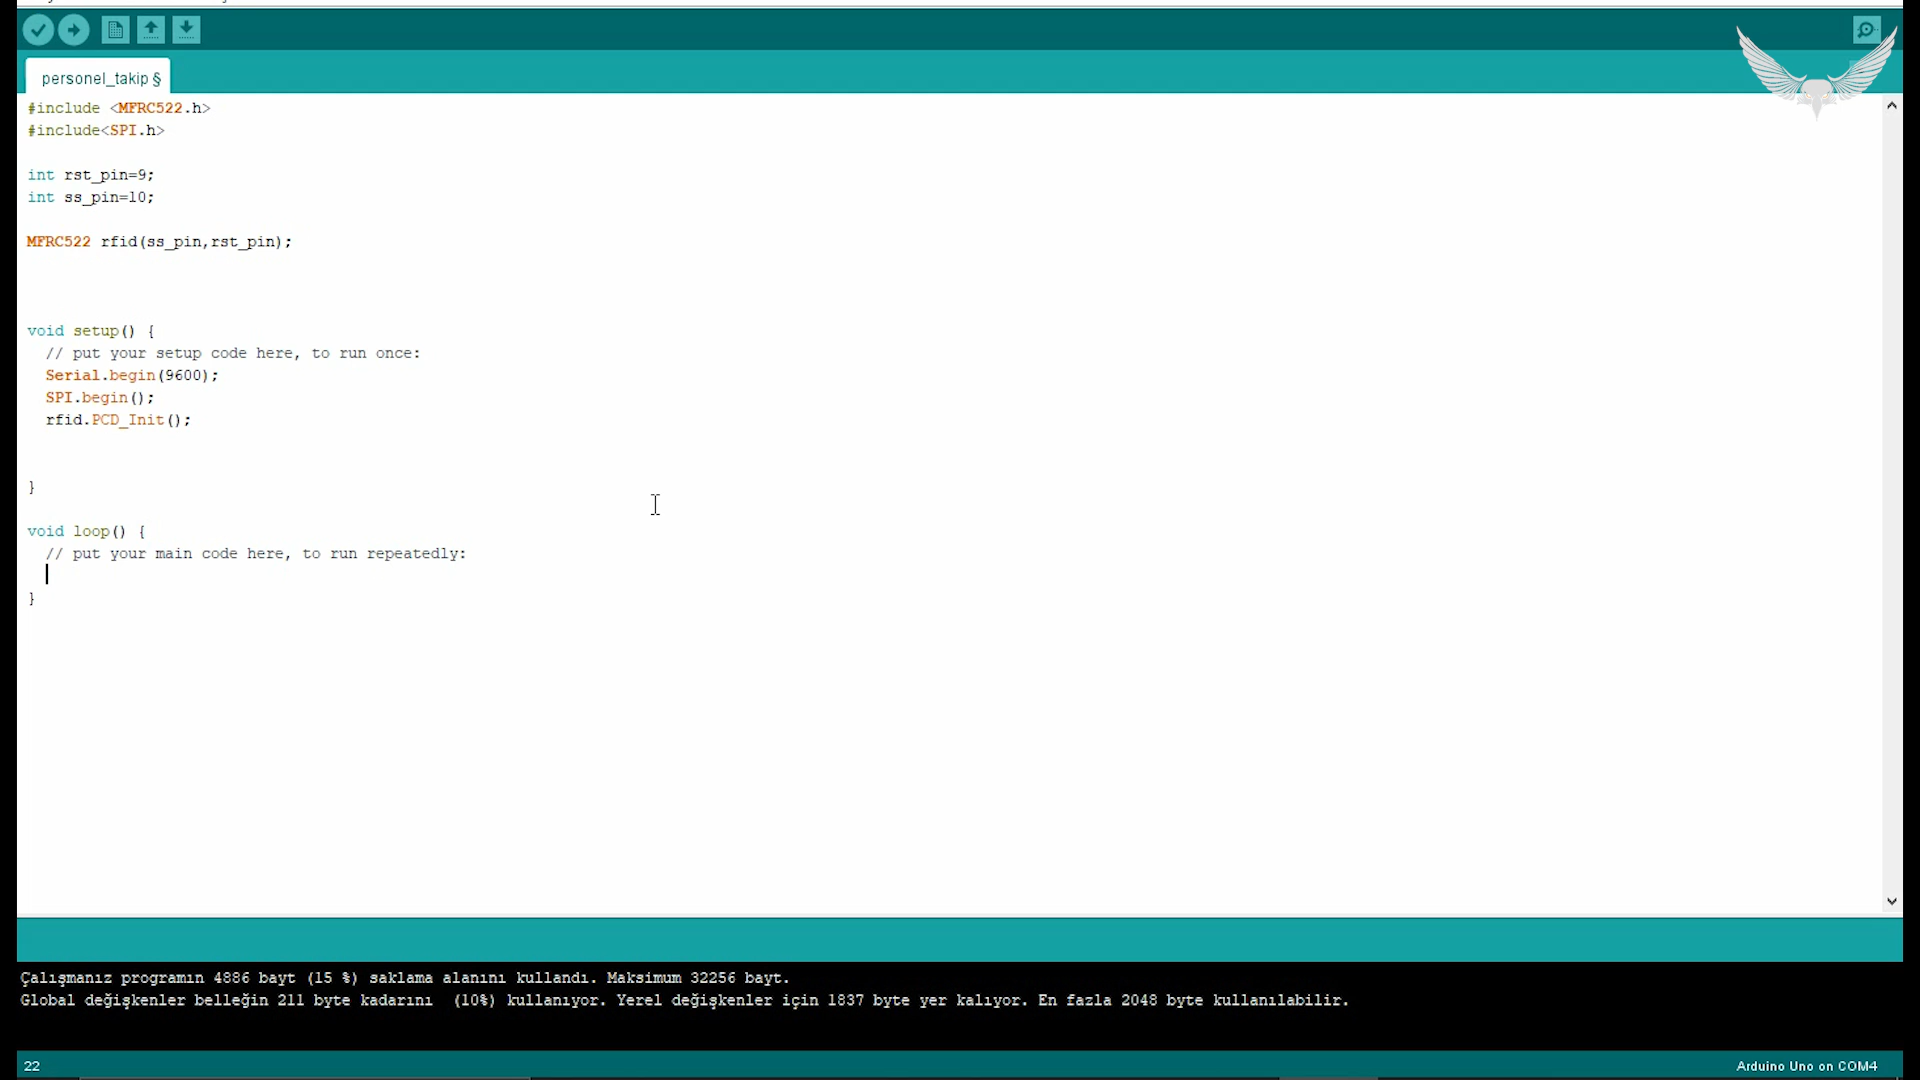 personel_takip §
#include <MFRC522.h>
#include<SPI.h>
int rst_pin=9;
int ss_pin=10;
MFRC522 rfid(ss_pin,rst_pin);
void setup() {
// put your setup code here, to run once:
Serial.begin(9600);
SPI.begin();
rfid.PCD_Init();
}
void loop() {
// put your main code here, to run repeatedly:
}
Çalışmanız programın 4886 bayt (15 %) saklama alanını kullandı. Maksimum 32256 bayt.
Global değişkenler belleğin 211 byte kadarını  (10%) kullanıyor. Yerel değişkenler için 1837 byte yer kalıyor. En fazla 2048 byte kullanılabilir.
22
Arduino Uno on COM4